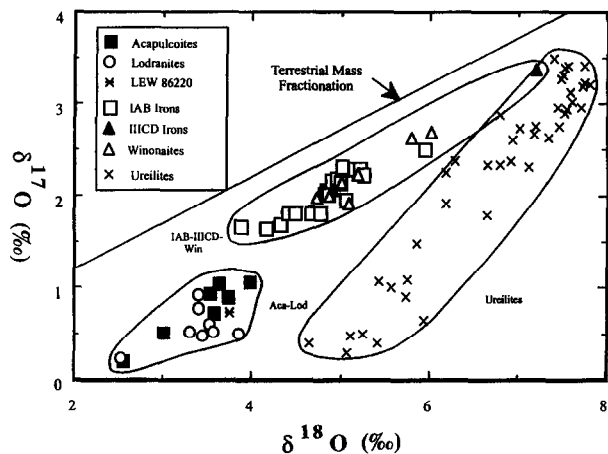 4
3
2
1
0
δ 17 O (‰)
Acapulcoites
Lodranites
LEW 86220
IAB Irons
IIICD Irons
Winonaites
Ureilites
Terrestrial Mass
Fractionation
IAB-IIICD-
Win
Aca-Lod
Ureilites
2 4 6 8
δ 18 O (‰)